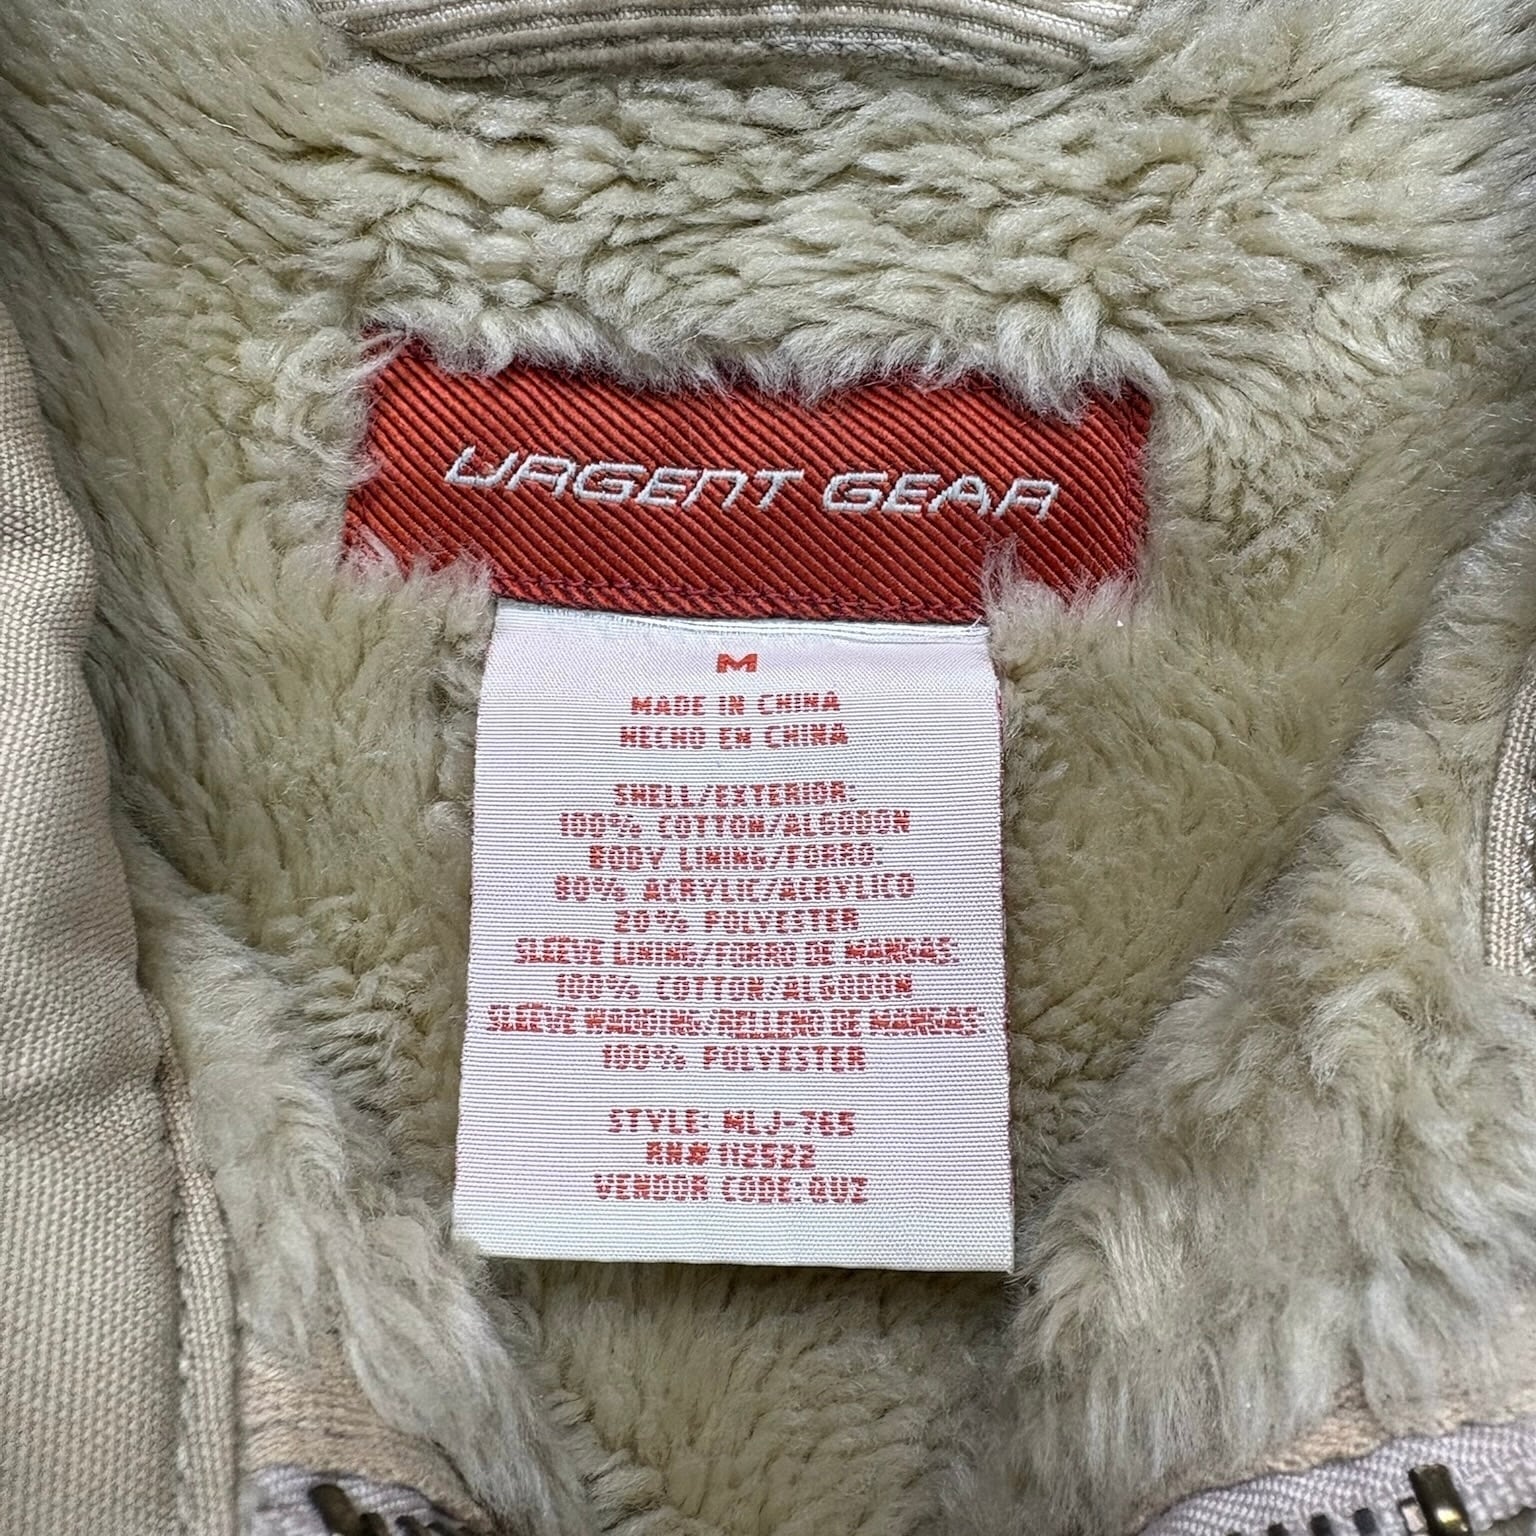 URGENT GEAR
M
MADE IN CHINA
HECHO EN CHINA
SHELL/EXTERIOR:
100% COTTON/ALGODON
BODY LINING/FORRO:
80% ACRYLIC/ACRYLICO
20% POLYESTER
SLEEVE LINING/FORRO DE MANGAS:
100% COTTON/ALGODON
SLEEVE WADDING/RELLENO DE MANGAS:
100% POLYESTER
STYLE: MLJ-765
RN# 112522
VENDOR CODE: QUZ